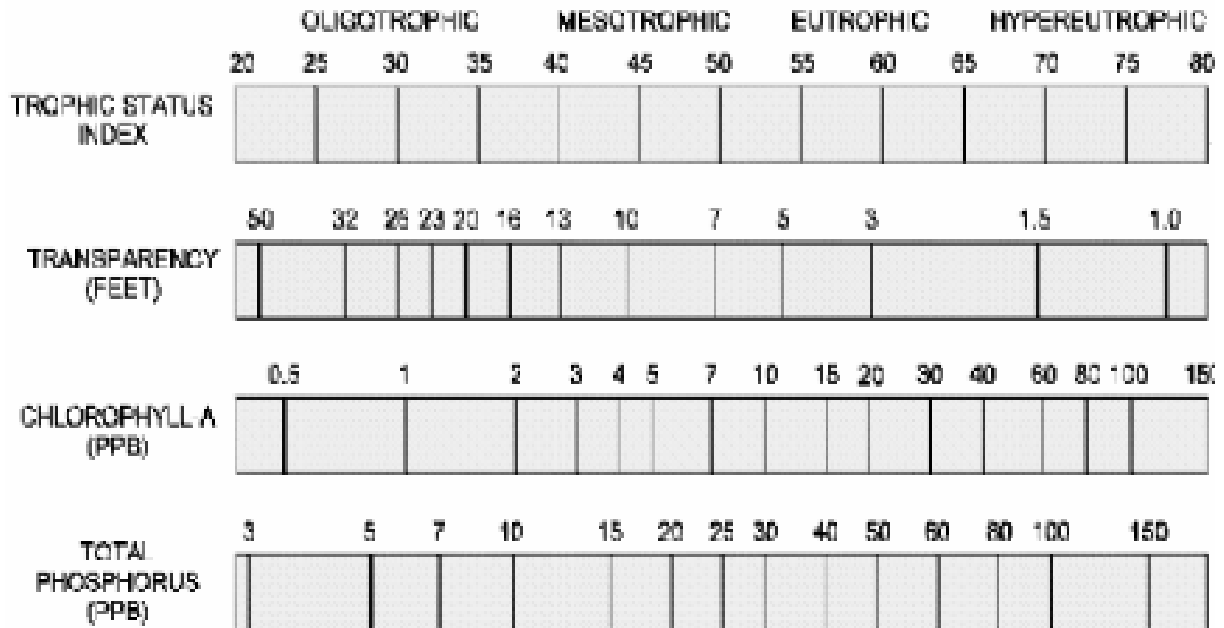 OLIGOTROPHIC MESOTROPHIC EUTROPHIC HYPEREUTROPHIC
20 25 30 35 40 45 50 55 60 65 70 75 80
TROPHIC STATUS
INDEX
50 32 26 23 20 16 13 10 7 5 3 1.5 1.0
TRANSPARENCY
(FEET)
0.5 1 2 3 4 5 7 10 15 20 30 40 60 80 100 150
CHLOROPHYLL A
(PPB)
3 5 7 10 15 20 25 30 40 50 60 80 100 150
TOTAL
PHOSPHORUS
(PPB)